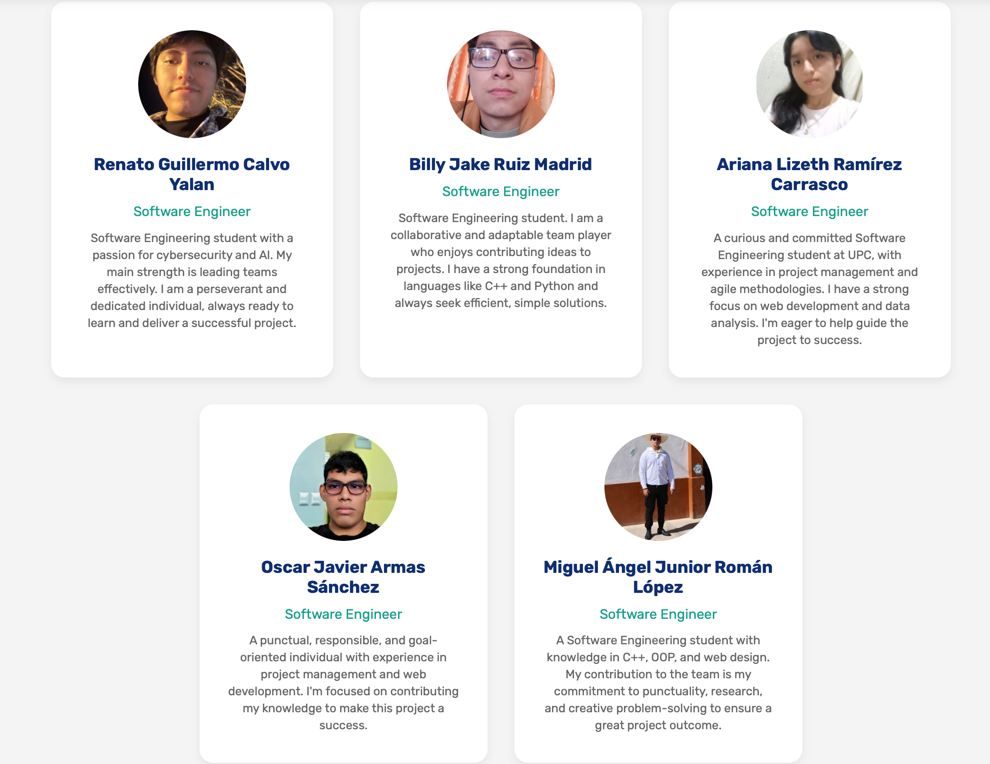 Renato Guillermo Calvo
Yalan
Software Engineer
Software Engineering student with a
passion for cybersecurity and AI. My
main strength is leading teams
effectively. I am a perseverant and
dedicated individual, always ready to
learn and deliver a successful project.
Billy Jake Ruiz Madrid
Software Engineer
Software Engineering student. I am a
collaborative and adaptable team player
who enjoys contributing ideas to
projects. I have a strong foundation in
languages like C++ and Python and
always seek efficient, simple solutions.
Ariana Lizeth Ramírez
Carrasco
Software Engineer
A curious and committed Software
Engineering student at UPC, with
experience in project management and
agile methodologies. I have a strong
focus on web development and data
analysis. I'm eager to help guide the
project to success.
Oscar Javier Armas
Sánchez
Software Engineer
A punctual, responsible, and goal-
oriented individual with experience in
project management and web
development. I'm focused on contributing
my knowledge to make this project a
success.
Miguel Ángel Junior Román
López
Software Engineer
A Software Engineering student with
knowledge in C++, OOP, and web design.
My contribution to the team is my
commitment to punctuality, research,
and creative problem-solving to ensure a
great project outcome.